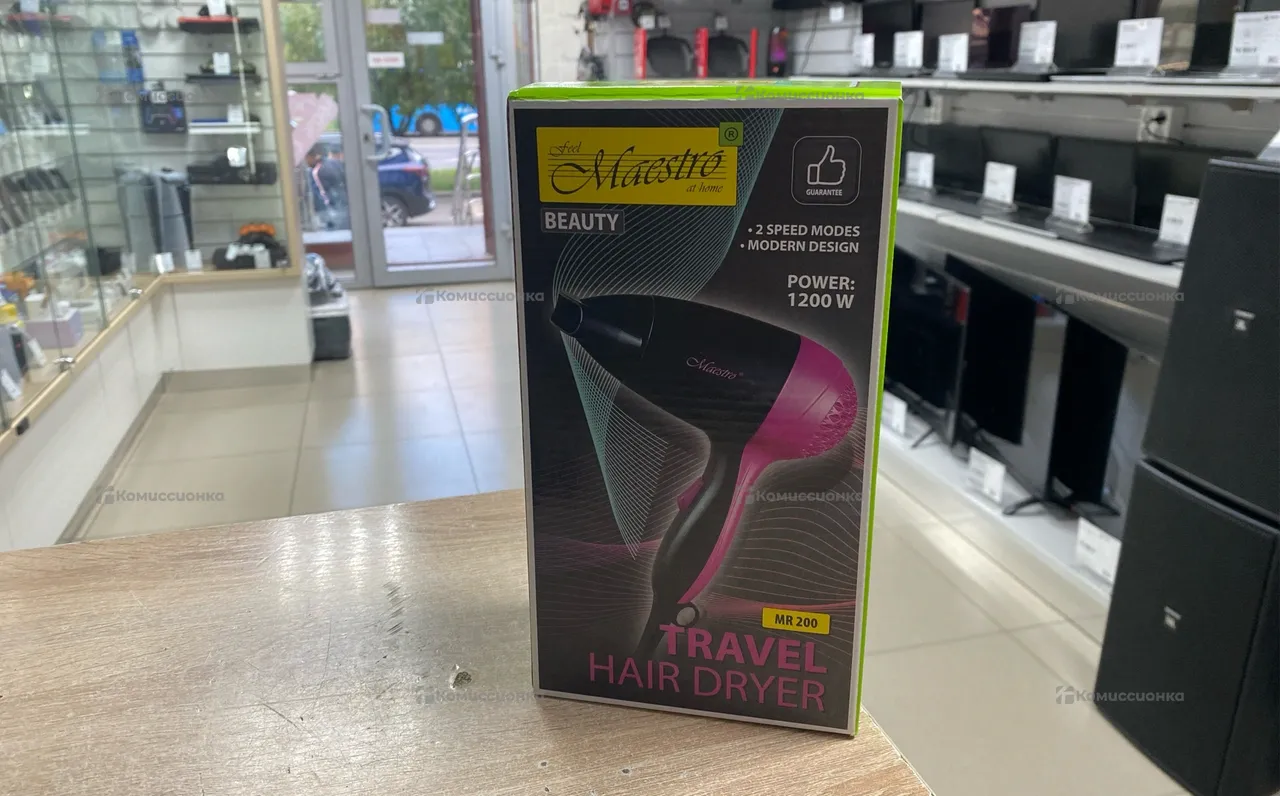 Feel
Maestro
®
at home
BEAUTY
GUARANTEE
• 2 SPEED MODES
• MODERN DESIGN
POWER:
1200 W
Maestro
MR 200
TRAVEL
HAIR DRYER
Комиссионка
Комиссионка
Комиссионка
Комиссионка
Комиссионка
Комиссионка
Комиссионка